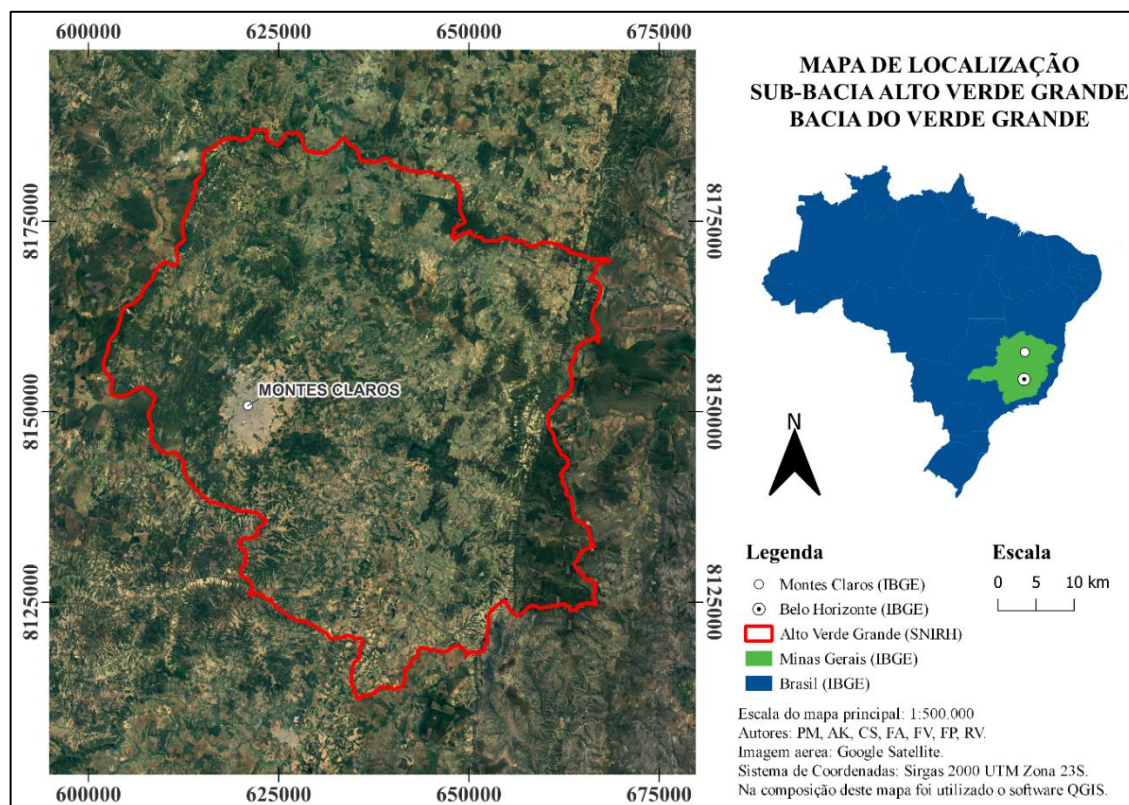 600000 625000 650000 675000
MAPA DE LOCALIZAÇÃO
SUB-BACIA ALTO VERDE GRANDE
BACIA DO VERDE GRANDE
8175000 8175000
MONTES CLAROS
8150000 8150000
N
8125000 8125000
Legenda
Montes Claros (IBGE)
Belo Horizonte (IBGE)
Alto Verde Grande (SNIRH)
Minas Gerais (IBGE)
Brasil (IBGE)
Escala
0 5 10 km
Escala do mapa principal: 1:500.000
Autores: PM, AK, CS, FA, FV, FP, RV.
Imagem aerea: Google Satellite.
Sistema de Coordenadas: Sirgas 2000 UTM Zona 23S.
Na composição deste mapa foi utilizado o software QGIS.
600000 625000 650000 675000